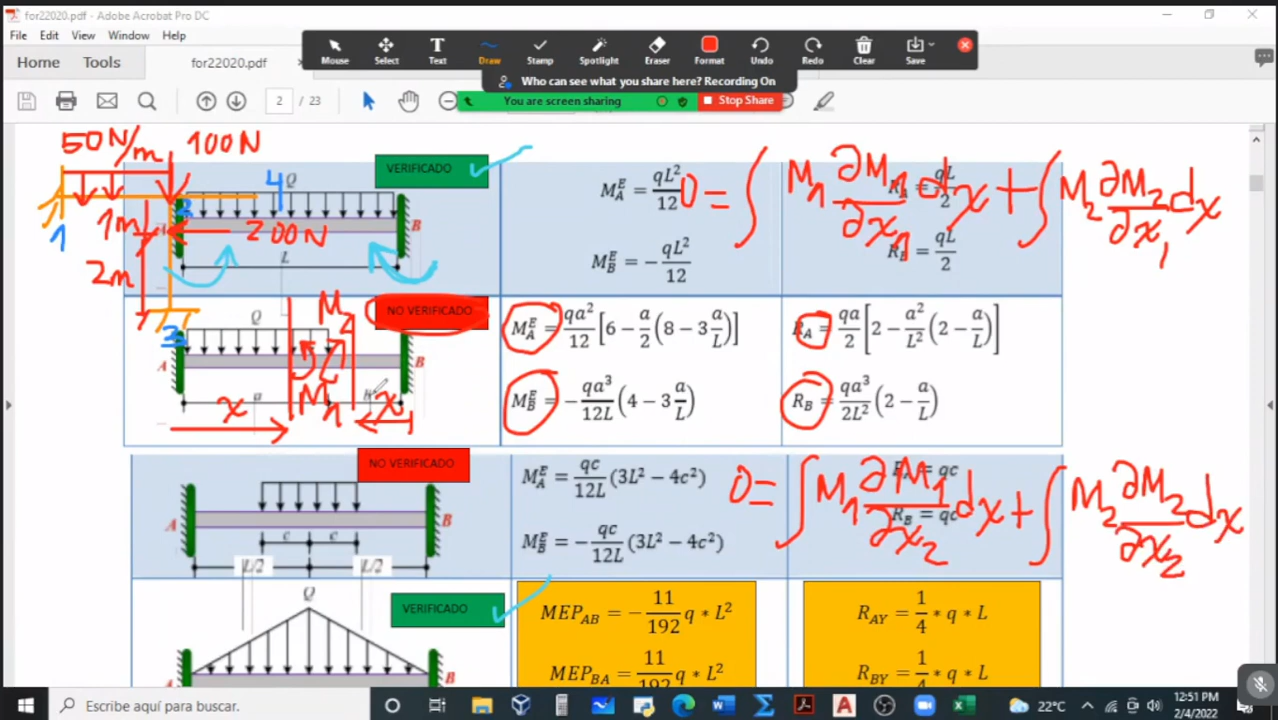 for22020.pdf - Adobe Acrobat Pro DC
File Edit View Window Help
Mouse Select Text Draw Stamp Spotlight Eraser Format Undo Redo Clear Save
Home Tools for22020.pdf ×
Who can see what you share here? Recording On
2 / 23
You are screen sharing Stop Share
50N/m 100N
VERIFICADO
Q 4
M_A^E = qL²/12
0 = ∫ M₁ ∂M₁/∂x₁ dx + ∫ M₂ ∂M₂/∂x₁ dx
R_A = qL/2
2
1 1m A 200N B
L
M_B^E = − qL²/12
R_B = qL/2
2m
3
NO VERIFICADO
Q M₂
M_A^E = qa²/12 [6 − a/2 (8 − 3 a/L)]
R_A = qa/2 [2 − a²/L² (2 − a/L)]
A B
M₁
x a x
M_B^E = − qa³/12L (4 − 3 a/L)
R_B = qa³/2L² (2 − a/L)
NO VERIFICADO
M_A^E = qc/12L (3L² − 4c²)
R_A = qc
0 = ∫ M₁ ∂M₁/∂x₂ dx + ∫ M₂ ∂M₂/∂x₂ dx
A B
c c
M_B^E = − qc/12L (3L² − 4c²)
R_B = qc
L/2 L/2
Q
VERIFICADO
MEP_AB = − 11/192 q * L²
R_AY = 1/4 * q * L
A B
MEP_BA = 11/192 q * L²
R_BY = 1/4 * q * L
Escribe aquí para buscar.
22°C
12:51 PM
2/4/2022